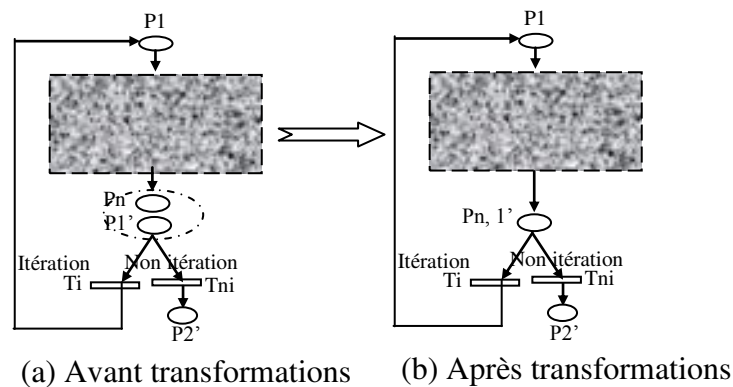 P1
Pn
P.1'
Itération
Non itération
Ti
Tni
P2'
(a) Avant transformations
P1
Pn, 1'
Itération
Non itération
Ti
Tni
P2'
(b) Après transformations